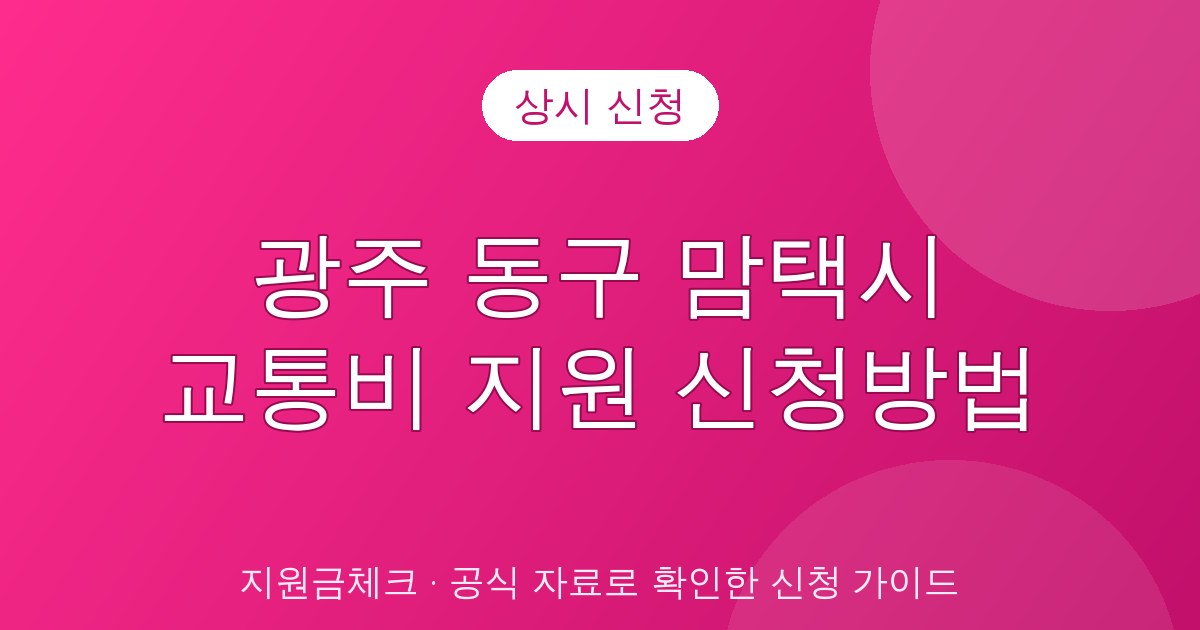 상시 신청
광주 동구 맘택시
교통비 지원 신청방법
지원금체크 · 공식 자료로 확인한 신청 가이드